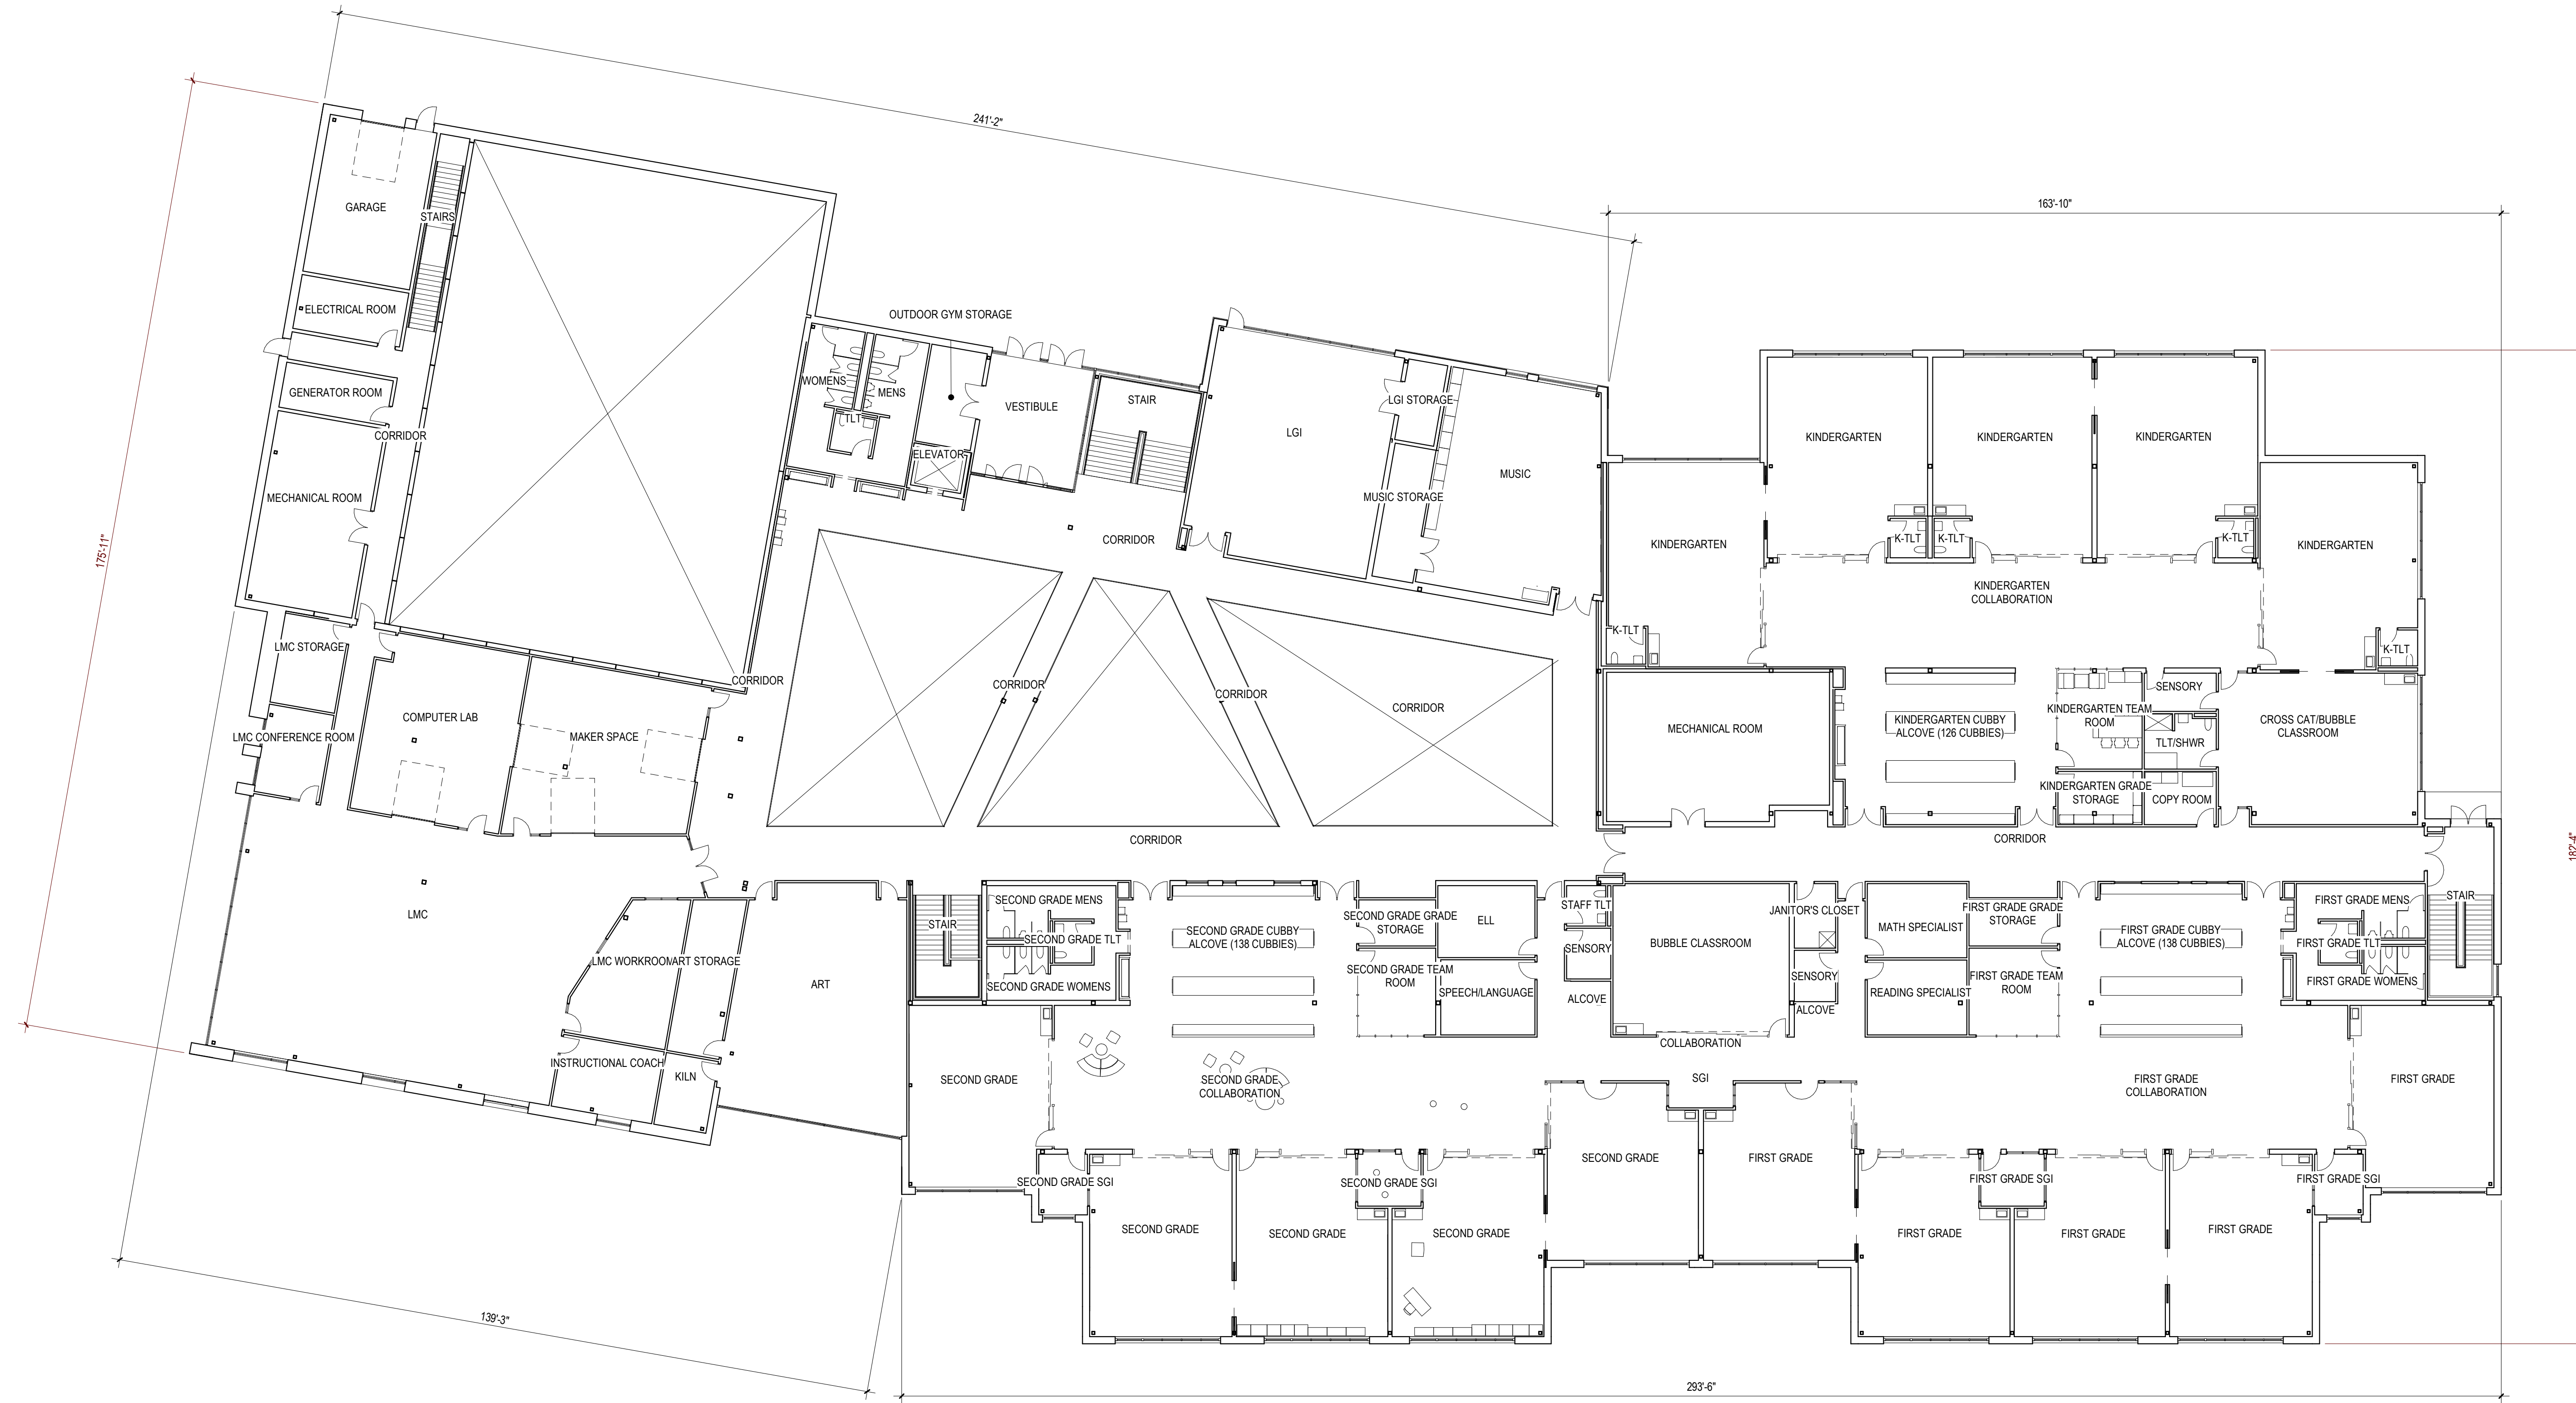 241'-2"
163'-10"
175'-11"
182'-4"
139'-3"
293'-6"
GARAGE
STAIRS
ELECTRICAL ROOM
GENERATOR ROOM
CORRIDOR
MECHANICAL ROOM
LMC STORAGE
LMC CONFERENCE ROOM
COMPUTER LAB
MAKER SPACE
CORRIDOR
OUTDOOR GYM STORAGE
WOMENS
MENS
TLT
ELEVATOR
VESTIBULE
STAIR
CORRIDOR
LGI
LGI STORAGE
MUSIC STORAGE
MUSIC
CORRIDOR
CORRIDOR
CORRIDOR
CORRIDOR
KINDERGARTEN
KINDERGARTEN
KINDERGARTEN
KINDERGARTEN
KINDERGARTEN
K-TLT
K-TLT
K-TLT
K-TLT
K-TLT
KINDERGARTEN
COLLABORATION
MECHANICAL ROOM
KINDERGARTEN CUBBY
ALCOVE (126 CUBBIES)
KINDERGARTEN TEAM
ROOM
SENSORY
TLT/SHWR
KINDERGARTEN GRADE
STORAGE
COPY ROOM
CROSS CAT/BUBBLE
CLASSROOM
CORRIDOR
LMC
LMC WORKROOM
ART STORAGE
INSTRUCTIONAL COACH
KILN
ART
STAIR
SECOND GRADE MENS
SECOND GRADE TLT
SECOND GRADE WOMENS
SECOND GRADE CUBBY
ALCOVE (138 CUBBIES)
SECOND GRADE GRADE
STORAGE
SECOND GRADE TEAM
ROOM
ELL
SPEECH/LANGUAGE
STAFF TLT
SENSORY
ALCOVE
BUBBLE CLASSROOM
JANITOR'S CLOSET
SENSORY
ALCOVE
MATH SPECIALIST
READING SPECIALIST
FIRST GRADE GRADE
STORAGE
FIRST GRADE TEAM
ROOM
FIRST GRADE CUBBY
ALCOVE (138 CUBBIES)
FIRST GRADE MENS
FIRST GRADE TLT
FIRST GRADE WOMENS
STAIR
COLLABORATION
SGI
SECOND GRADE
SECOND GRADE
COLLABORATION
SECOND GRADE SGI
SECOND GRADE
SECOND GRADE
SECOND GRADE SGI
SECOND GRADE
SECOND GRADE
FIRST GRADE
FIRST GRADE
COLLABORATION
FIRST GRADE
FIRST GRADE SGI
FIRST GRADE
FIRST GRADE
FIRST GRADE SGI
FIRST GRADE